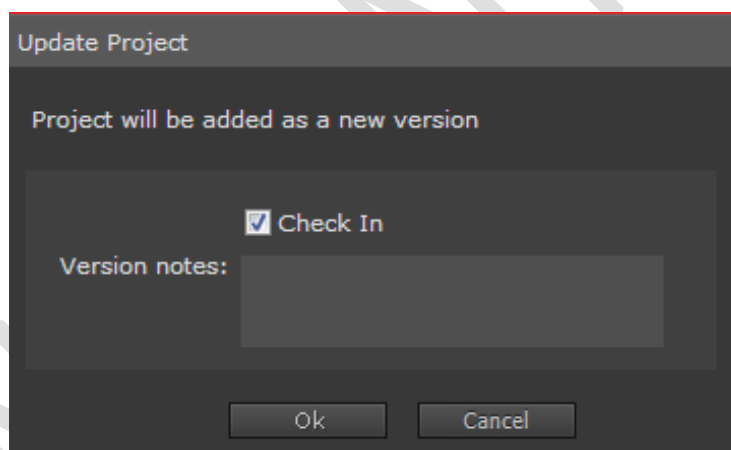 Update Project
Project will be added as a new version
Check In
Version notes:
Ok Cancel